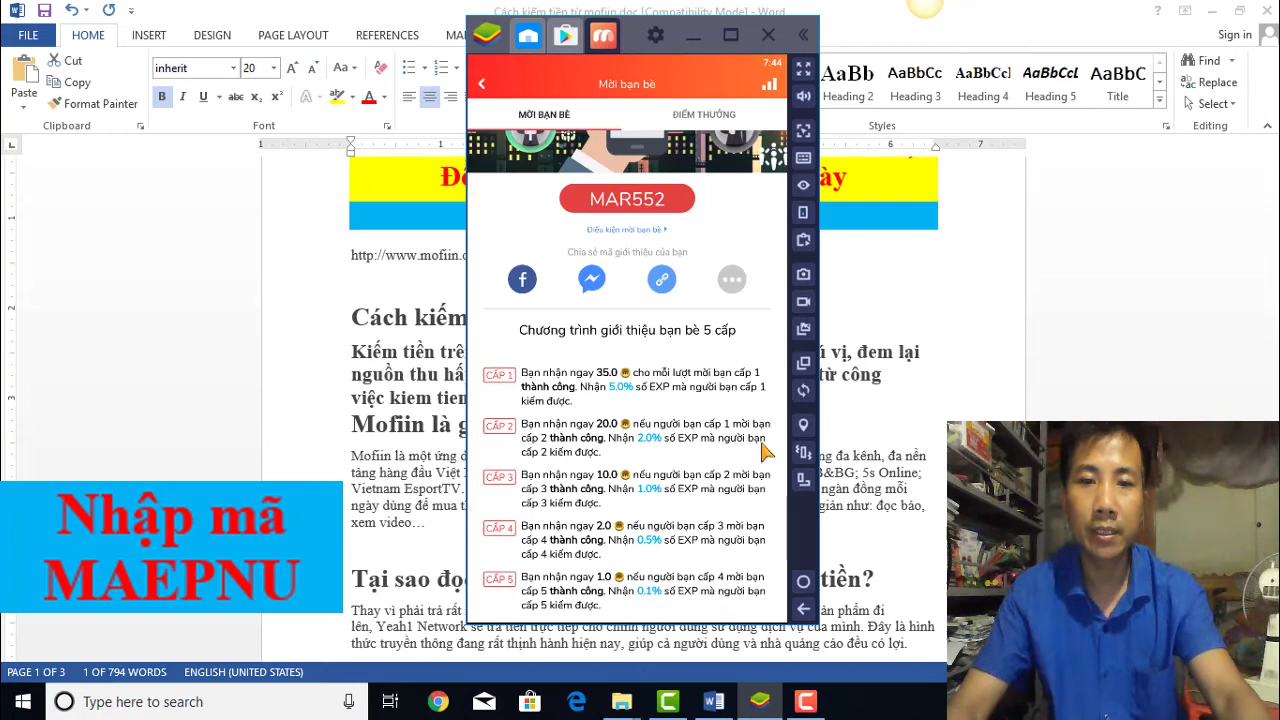 Cách kiếm tiền từ mofiin.doc [Compatibility Mode] - Word
FILE HOME INSERT DESIGN PAGE LAYOUT REFERENCES
Sign in
Cut
Copy
Format Painter
Paste
Clipboard
inherit 20
Font
Heading 2 Heading 3 Heading 4 Heading 5 Title
Styles
Find
Replace
Select
Editing
7:44
Mời bạn bè
MỜI BẠN BÈ ĐIỂM THƯỞNG
MAR552
Điều kiện mời bạn bè
Chia sẻ mã giới thiệu của bạn
Chương trình giới thiệu bạn bè 5 cấp
CẤP 1 Bạn nhận ngay 35.0 cho mỗi lượt mời bạn cấp 1
thành công. Nhận 5.0% số EXP mà người bạn cấp 1
kiếm được.
CẤP 2 Bạn nhận ngay 20.0 nếu người bạn cấp 1 mời bạn
cấp 2 thành công. Nhận 2.0% số EXP mà người bạn
cấp 2 kiếm được.
CẤP 3 Bạn nhận ngay 10.0 nếu người bạn cấp 2 mời bạn
cấp 3 thành công. Nhận 1.0% số EXP mà người bạn
cấp 3 kiếm được.
CẤP 4 Bạn nhận ngay 2.0 nếu người bạn cấp 3 mời bạn
cấp 4 thành công. Nhận 0.5% số EXP mà người bạn
cấp 4 kiếm được.
CẤP 5 Bạn nhận ngay 1.0 nếu người bạn cấp 4 mời bạn
cấp 5 thành công. Nhận 0.1% số EXP mà người bạn
cấp 5 kiếm được.
http://www.mofiin.
Cách kiếm
Kiếm tiền trê ú vị, đem lại
nguồn thu hấ từ công
việc kiem tien
Mofiin là g
Mofiin là một ứng d đa kênh, đa nền
tảng hàng đầu Việt B&BG; 5s Online;
Vietnam EsportTV. ngàn đồng mỗi
ngày dùng để mua t giản như: đọc báo,
xem video…
Tại sao đọ tiền?
Thay vì phải trả rất sản phẩm đi
lên, Yeah1 Network sẽ trả tiền trực tiếp cho chính người dùng sử dụng dịch vụ của mình. Đây là hình
thức truyền thông đang rất thịnh hành hiện nay, giúp cả người dùng và nhà quảng cáo đều có lợi.
Nhập mã
MAEPNU
PAGE 1 OF 3 1 OF 794 WORDS ENGLISH (UNITED STATES)
Type here to search